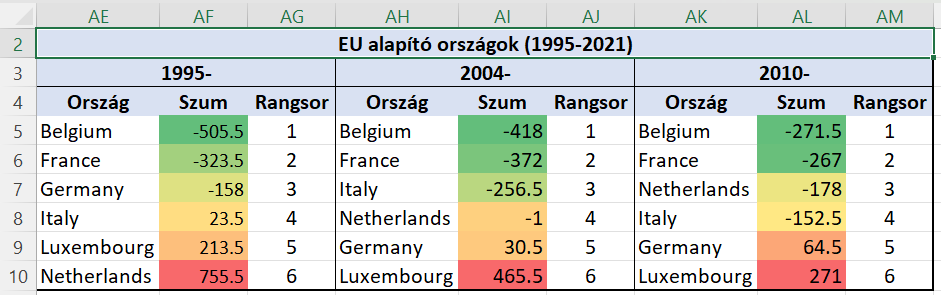 AE AF AG AH AI AJ AK AL AM
2 EU alapító országok (1995-2021)
3 1995- 2004- 2010-
4 Ország Szum Rangsor Ország Szum Rangsor Ország Szum Rangsor
5 Belgium -505.5 1 Belgium -418 1 Belgium -271.5 1
6 France -323.5 2 France -372 2 France -267 2
7 Germany -158 3 Italy -256.5 3 Netherlands -178 3
8 Italy 23.5 4 Netherlands -1 4 Italy -152.5 4
9 Luxembourg 213.5 5 Germany 30.5 5 Germany 64.5 5
10 Netherlands 755.5 6 Luxembourg 465.5 6 Luxembourg 271 6